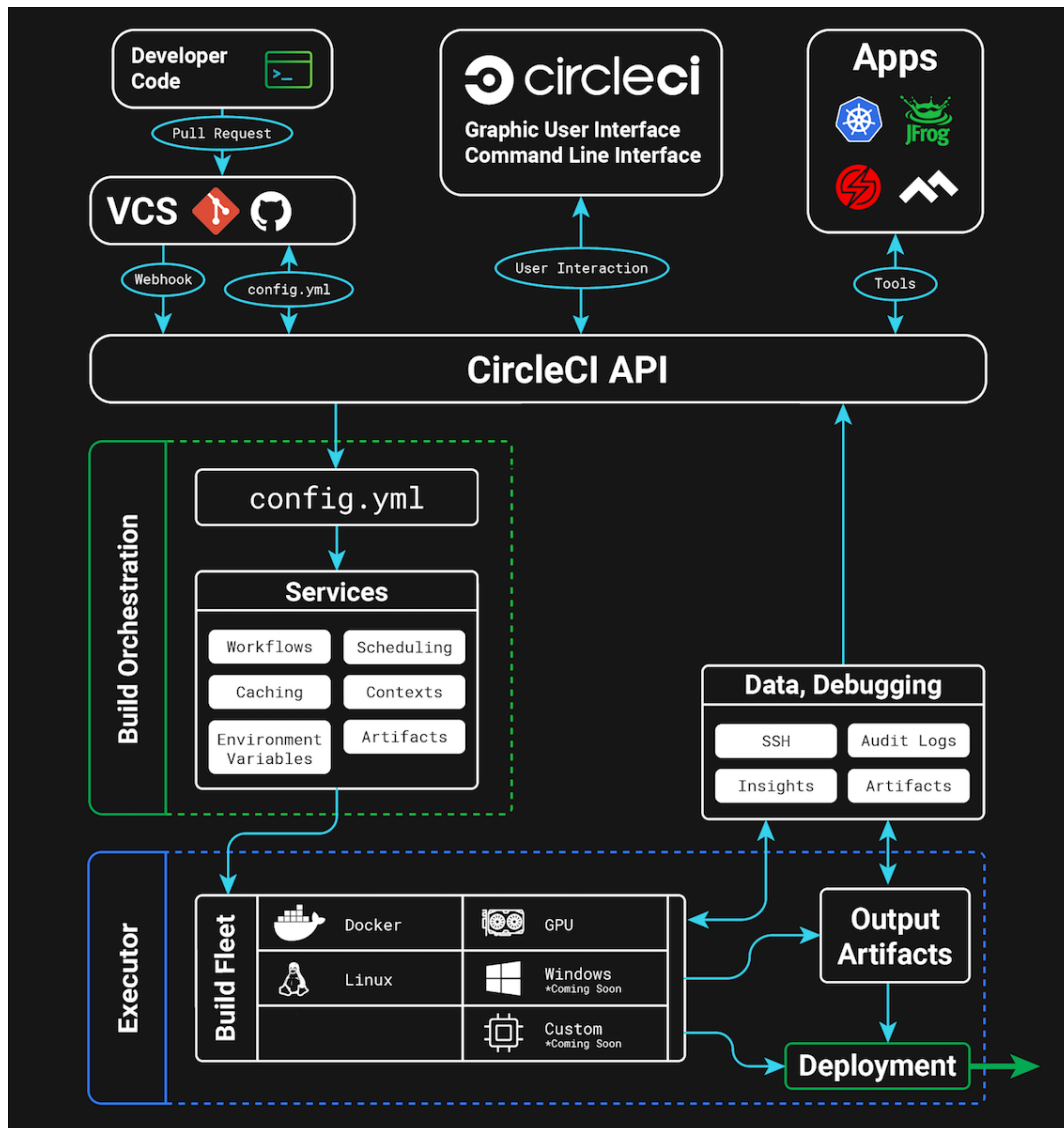 Developer
Code
>_
Pull Request
VCS
Webhook
config.yml
circleci
Graphic User Interface
Command Line Interface
User Interaction
Apps
JFrog
Tools
CircleCI API
Build Orchestration
config.yml
Services
Workflows
Scheduling
Caching
Contexts
Environment
Variables
Artifacts
Data, Debugging
SSH
Audit Logs
Insights
Artifacts
Executor
Build Fleet
Docker
GPU
Linux
Windows
*Coming Soon
Custom
*Coming Soon
Output
Artifacts
Deployment